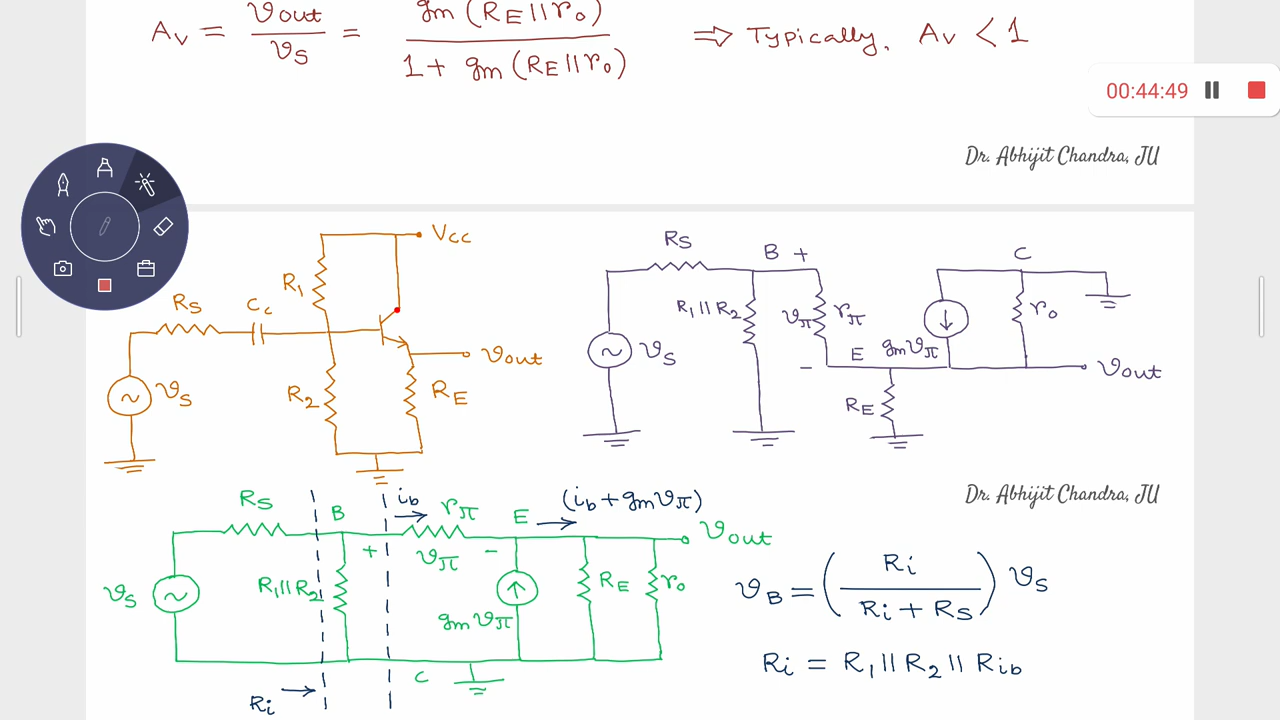 Av = vout / vs = gm (RE || ro) / 1 + gm (RE || ro) ⇒ Typically, Av < 1
00:44:49
Dr. Abhijit Chandra, JU
Vcc
R1
Rs
Cc
vs
R2
vout
RE
Rs
B +
C
R1 || R2
vπ
rπ
ro
vs
gm vπ
E
−
vout
RE
Dr. Abhijit Chandra, JU
Rs
B
ib
rπ
E
(ib + gm vπ)
+
vπ
−
vout
vs
R1 || R2
gm vπ
RE
ro
C
Ri
vB = ( Ri / Ri + Rs ) vs
Ri = R1 || R2 || Rib